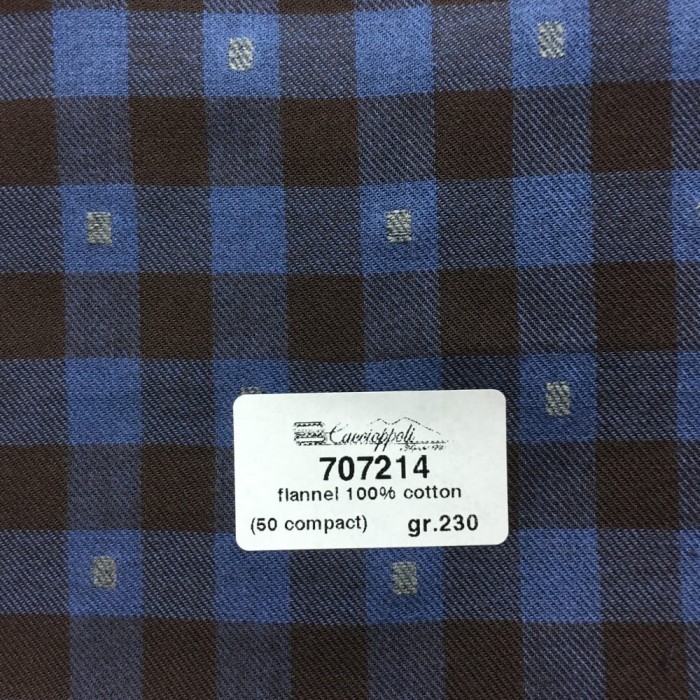 Caccioppoli
707214
flannel 100% cotton
(50 compact) gr.230